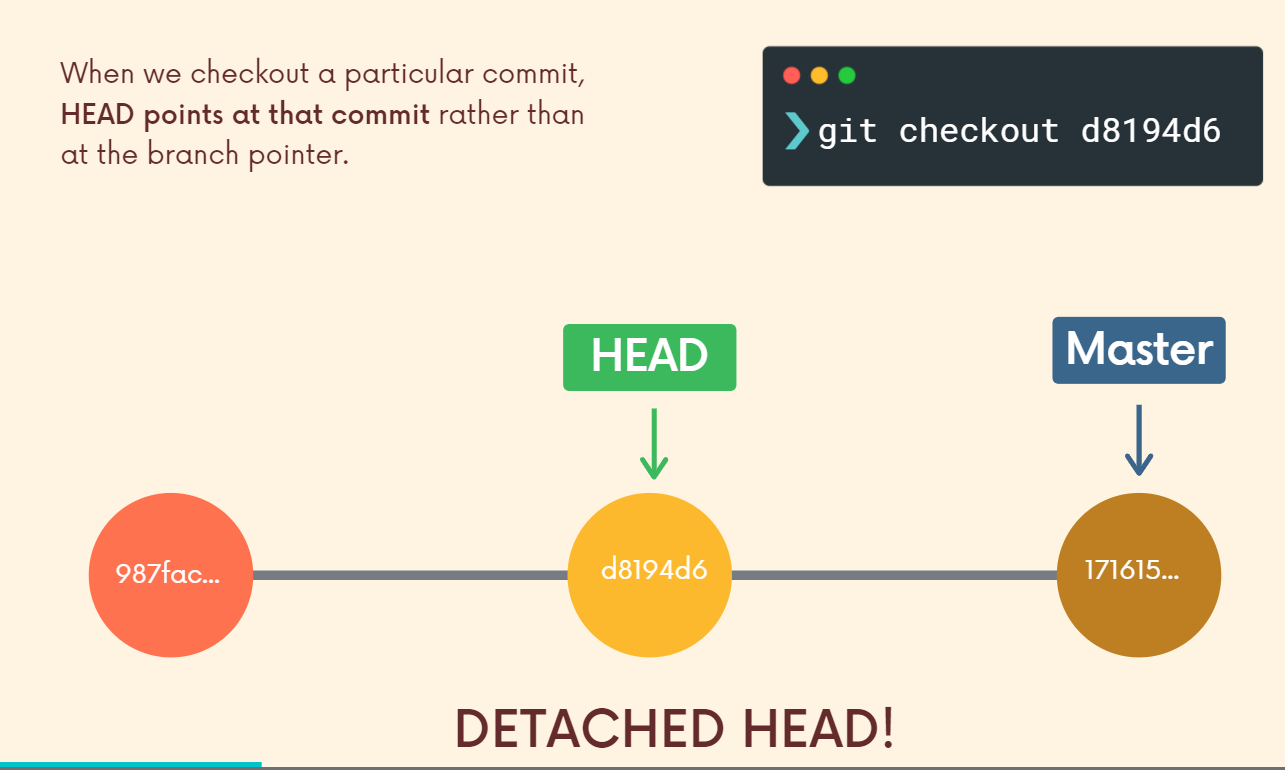 When we checkout a particular commit,
HEAD points at that commit rather than
at the branch pointer.
❯ git checkout d8194d6
HEAD
Master
987fac...
d8194d6
171615...
DETACHED HEAD!